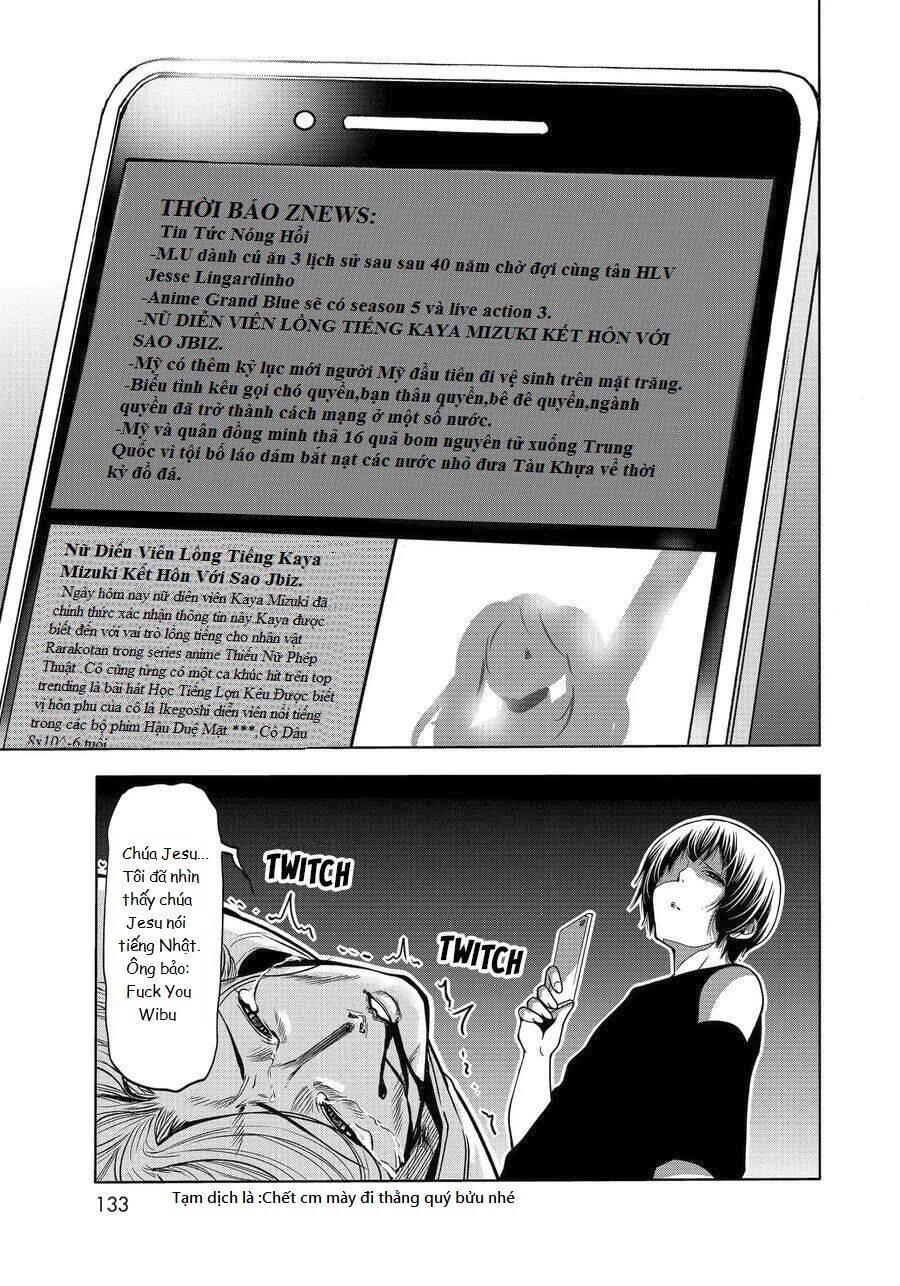 THỜI BÁO ZNEWS:
Tin Tức Nóng Hổi
-M.U dành cú ăn 3 lịch sử sau sau 40 năm chờ đợi cùng tân HLV
Jesse Lingardinho
-Anime Grand Blue sẽ có season 5 và live action 3.
-NŨ DIỄN VIÊN LỒNG TIẾNG KAYA MIZUKI KẾT HÔN VỚI
SAO JBIZ.
-Mỹ có thêm kỷ lục mới người Mỹ đầu tiên đi vệ sinh trên mặt trăng.
-Biểu tình kêu gọi chó quyền,bạn thân quyền,bê đê quyền,ngành
quyền đã trở thành cách mạng ở một số nước.
-Mỹ và quân đồng minh thả 16 quả bom nguyên tử xuống Trung
Quốc vì tội bố láo dám bắt nạt các nước nhỏ đưa Tàu Khựa về thời
kỳ đồ đá.
Nữ Diễn Viên Lồng Tiếng Kaya
Mizuki Kết Hôn Với Sao Jbiz.
Ngày hôm nay nữ diễn viên Kaya Mizuki đã
chính thức xác nhận thông tin này.Kaya được
biết đến với vai trò lồng tiếng cho nhân vật
Rarakotan trong series anime Thiếu Nữ Phép
Thuật .Cô cũng từng có một ca khúc hit trên top
trending là bài hát Học Tiếng Lợn Kêu.Được biết
vị hôn phu của cô là Ikegoshi diễn viên nổi tiếng
trong các bộ phim Hậu Duệ Mặt ***,Cô Dâu
8x10^-6 tuổi
Chúa Jesu...
Tôi đã nhìn
thấy chúa
Jesu nói
tiếng Nhật.
Ông bảo:
Fuck You
Wibu
TWITCH
TWITCH
133
Tạm dịch là :Chết cm mày đi thằng quý bửu nhé